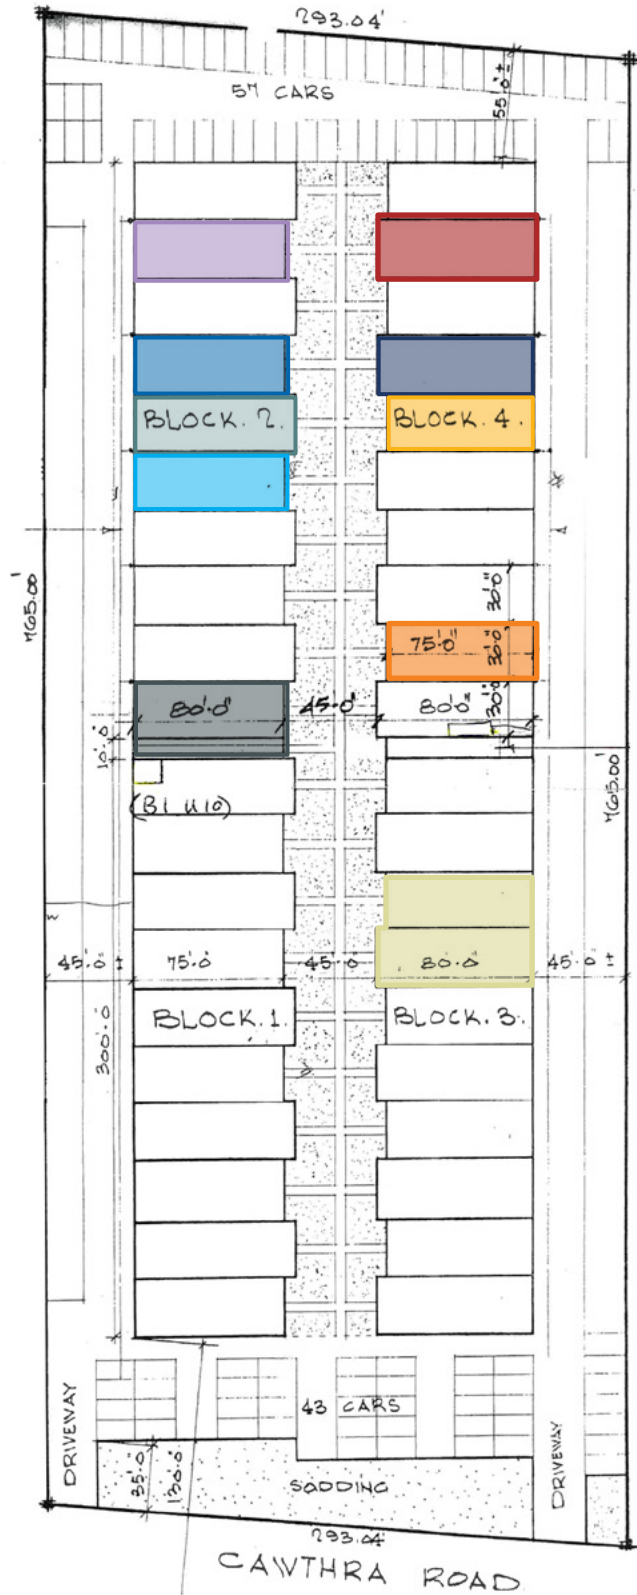 293.04'
57 CARS
55.0' ±
BLOCK. 2.
BLOCK. 4.
765.00'
30'.0"
75'.0"
30'.0"
80'.0"
45.0'
80'.0"
30'.0"
10'.0"
(B1 U10)
765.00'
W
45'.0 ±
75'.0
45'.0
80'.0
45'.0 ±
BLOCK. 1.
BLOCK. 3.
300'.0
43 CARS
DRIVEWAY
DRIVEWAY
35'.0"
130'.0
SODDING
293.04'
CAWTHRA ROAD